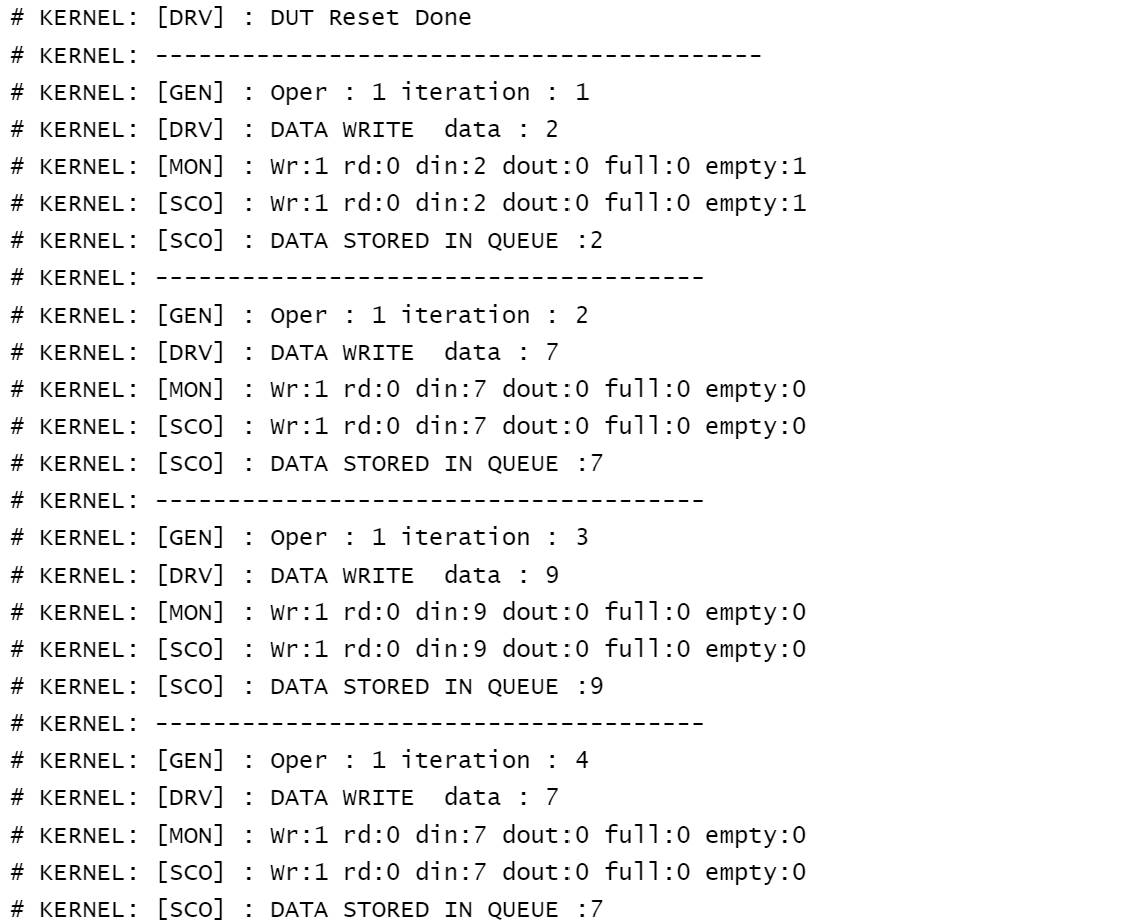 # KERNEL: [DRV] : DUT Reset Done
# KERNEL: ------------------------------------------
# KERNEL: [GEN] : Oper : 1 iteration : 1
# KERNEL: [DRV] : DATA WRITE  data : 2
# KERNEL: [MON] : Wr:1 rd:0 din:2 dout:0 full:0 empty:1
# KERNEL: [SCO] : Wr:1 rd:0 din:2 dout:0 full:0 empty:1
# KERNEL: [SCO] : DATA STORED IN QUEUE :2
# KERNEL: --------------------------------------
# KERNEL: [GEN] : Oper : 1 iteration : 2
# KERNEL: [DRV] : DATA WRITE  data : 7
# KERNEL: [MON] : Wr:1 rd:0 din:7 dout:0 full:0 empty:0
# KERNEL: [SCO] : Wr:1 rd:0 din:7 dout:0 full:0 empty:0
# KERNEL: [SCO] : DATA STORED IN QUEUE :7
# KERNEL: --------------------------------------
# KERNEL: [GEN] : Oper : 1 iteration : 3
# KERNEL: [DRV] : DATA WRITE  data : 9
# KERNEL: [MON] : Wr:1 rd:0 din:9 dout:0 full:0 empty:0
# KERNEL: [SCO] : Wr:1 rd:0 din:9 dout:0 full:0 empty:0
# KERNEL: [SCO] : DATA STORED IN QUEUE :9
# KERNEL: --------------------------------------
# KERNEL: [GEN] : Oper : 1 iteration : 4
# KERNEL: [DRV] : DATA WRITE  data : 7
# KERNEL: [MON] : Wr:1 rd:0 din:7 dout:0 full:0 empty:0
# KERNEL: [SCO] : Wr:1 rd:0 din:7 dout:0 full:0 empty:0
# KERNEL: [SCO] : DATA STORED IN QUEUE :7